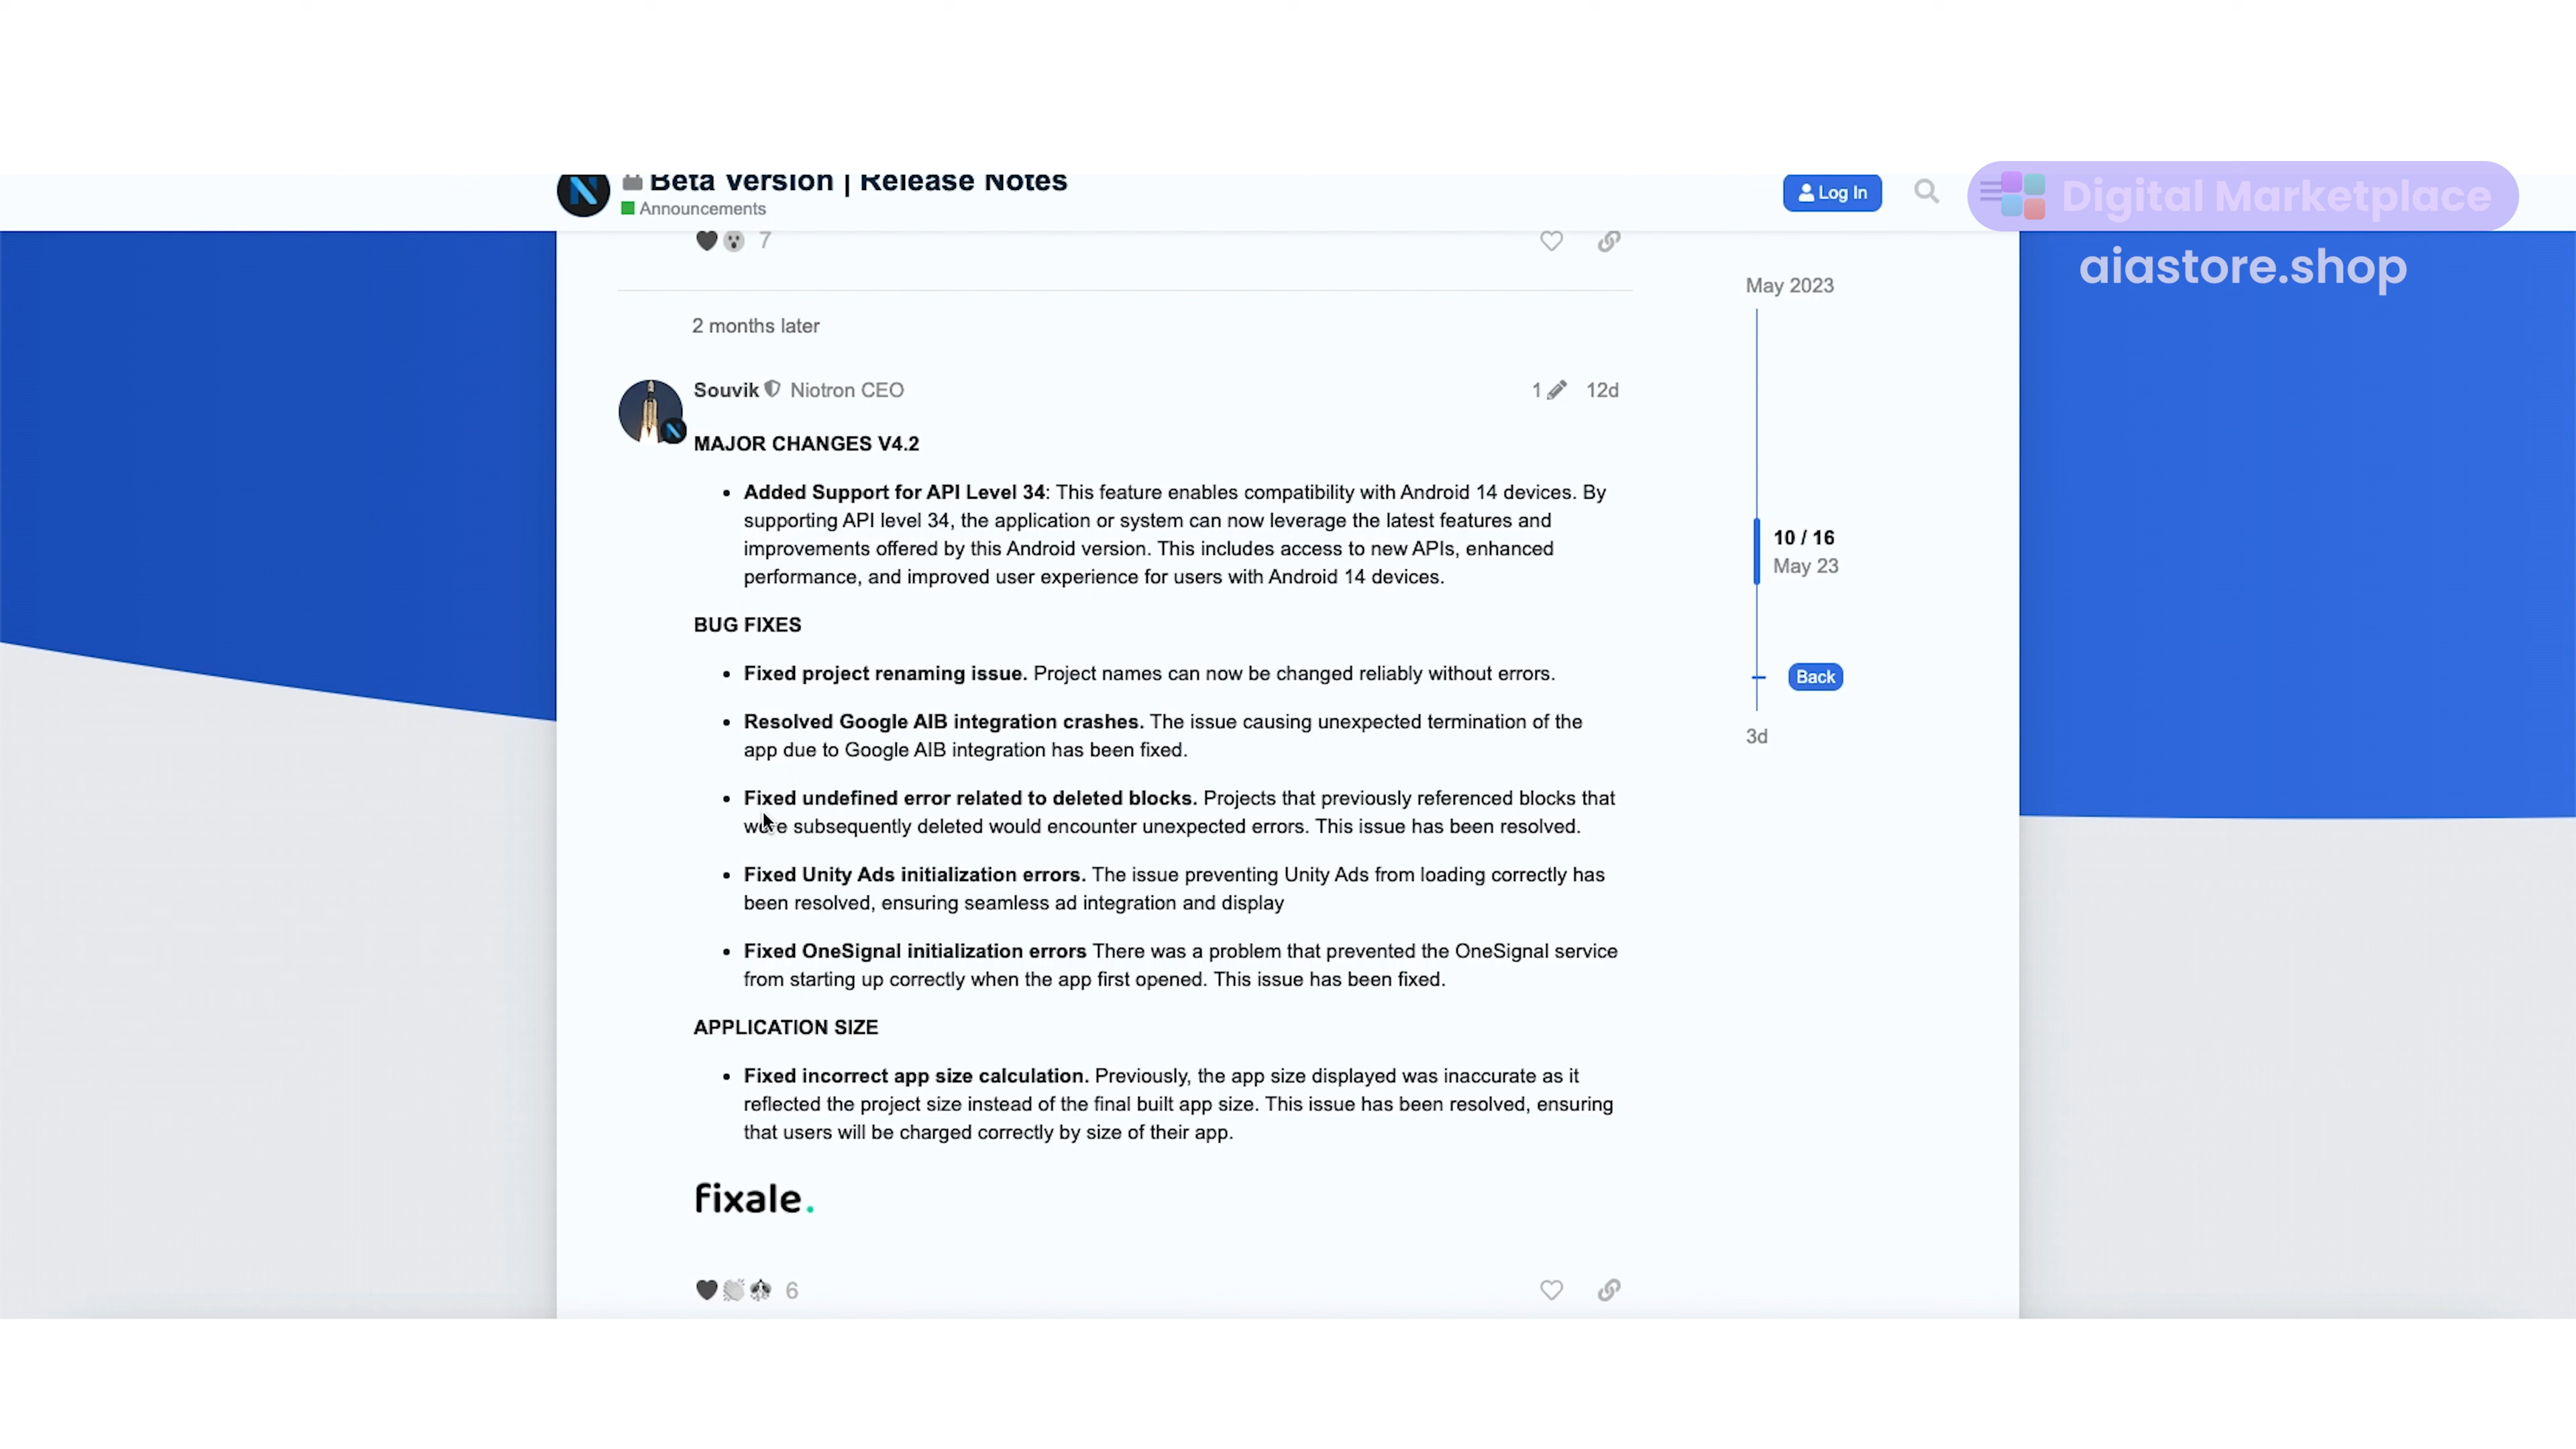 Beta Version | Release Notes
Announcements
Log In
Digital Marketplace
aiastore.shop
7
May 2023
2 months later
Souvik Niotron CEO
1 12d
MAJOR CHANGES V4.2
Added Support for API Level 34: This feature enables compatibility with Android 14 devices. By
supporting API level 34, the application or system can now leverage the latest features and
improvements offered by this Android version. This includes access to new APIs, enhanced
performance, and improved user experience for users with Android 14 devices.
10 / 16
May 23
BUG FIXES
Fixed project renaming issue. Project names can now be changed reliably without errors.
Back
Resolved Google AIB integration crashes. The issue causing unexpected termination of the
app due to Google AIB integration has been fixed.
3d
Fixed undefined error related to deleted blocks. Projects that previously referenced blocks that
were subsequently deleted would encounter unexpected errors. This issue has been resolved.
Fixed Unity Ads initialization errors. The issue preventing Unity Ads from loading correctly has
been resolved, ensuring seamless ad integration and display
Fixed OneSignal initialization errors There was a problem that prevented the OneSignal service
from starting up correctly when the app first opened. This issue has been fixed.
APPLICATION SIZE
Fixed incorrect app size calculation. Previously, the app size displayed was inaccurate as it
reflected the project size instead of the final built app size. This issue has been resolved, ensuring
that users will be charged correctly by size of their app.
fixale.
6